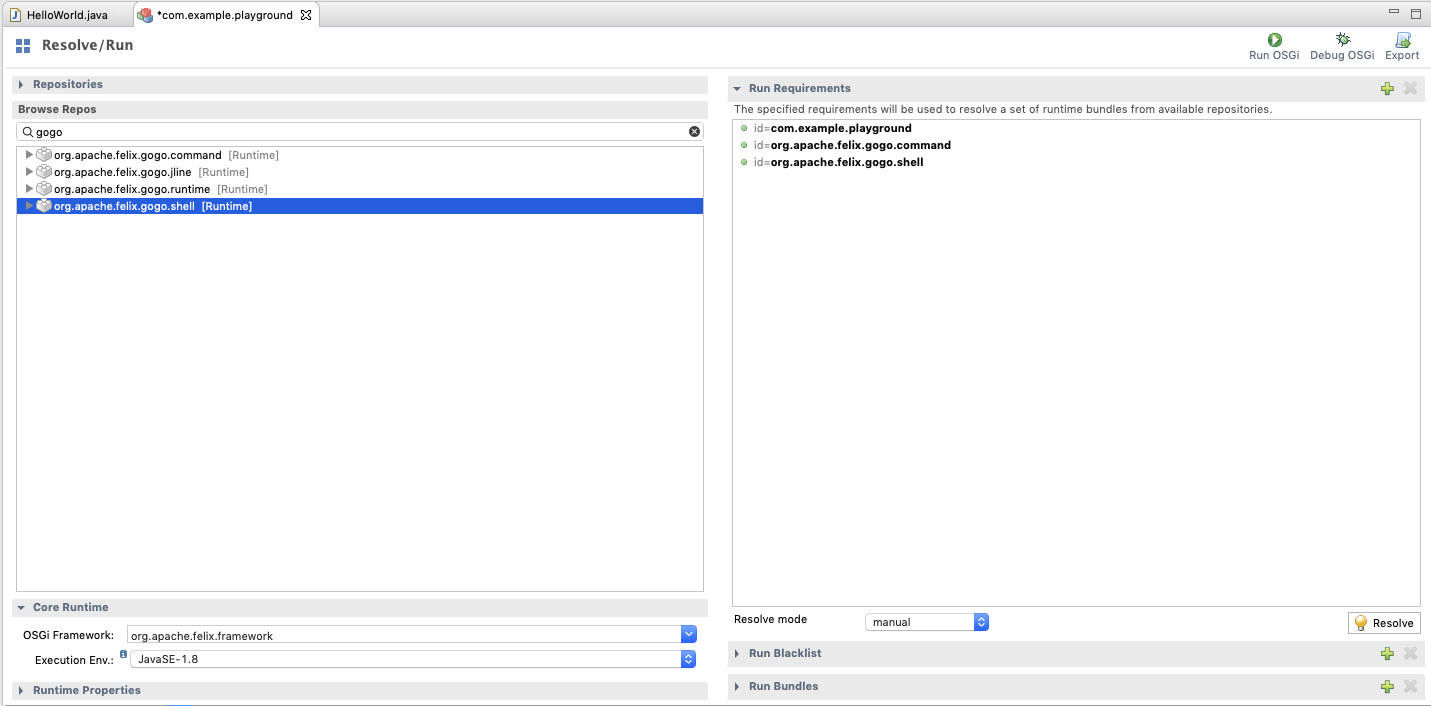 HelloWorld.java
*com.example.playground
Resolve/Run
Run OSGi
Debug OSGi
Export
Repositories
Browse Repos
gogo
org.apache.felix.gogo.command [Runtime]
org.apache.felix.gogo.jline [Runtime]
org.apache.felix.gogo.runtime [Runtime]
org.apache.felix.gogo.shell [Runtime]
Core Runtime
OSGi Framework: org.apache.felix.framework
Execution Env.: JavaSE-1.8
Runtime Properties
Run Requirements
The specified requirements will be used to resolve a set of runtime bundles from available repositories.
id=com.example.playground
id=org.apache.felix.gogo.command
id=org.apache.felix.gogo.shell
Resolve mode manual Resolve
Run Blacklist
Run Bundles